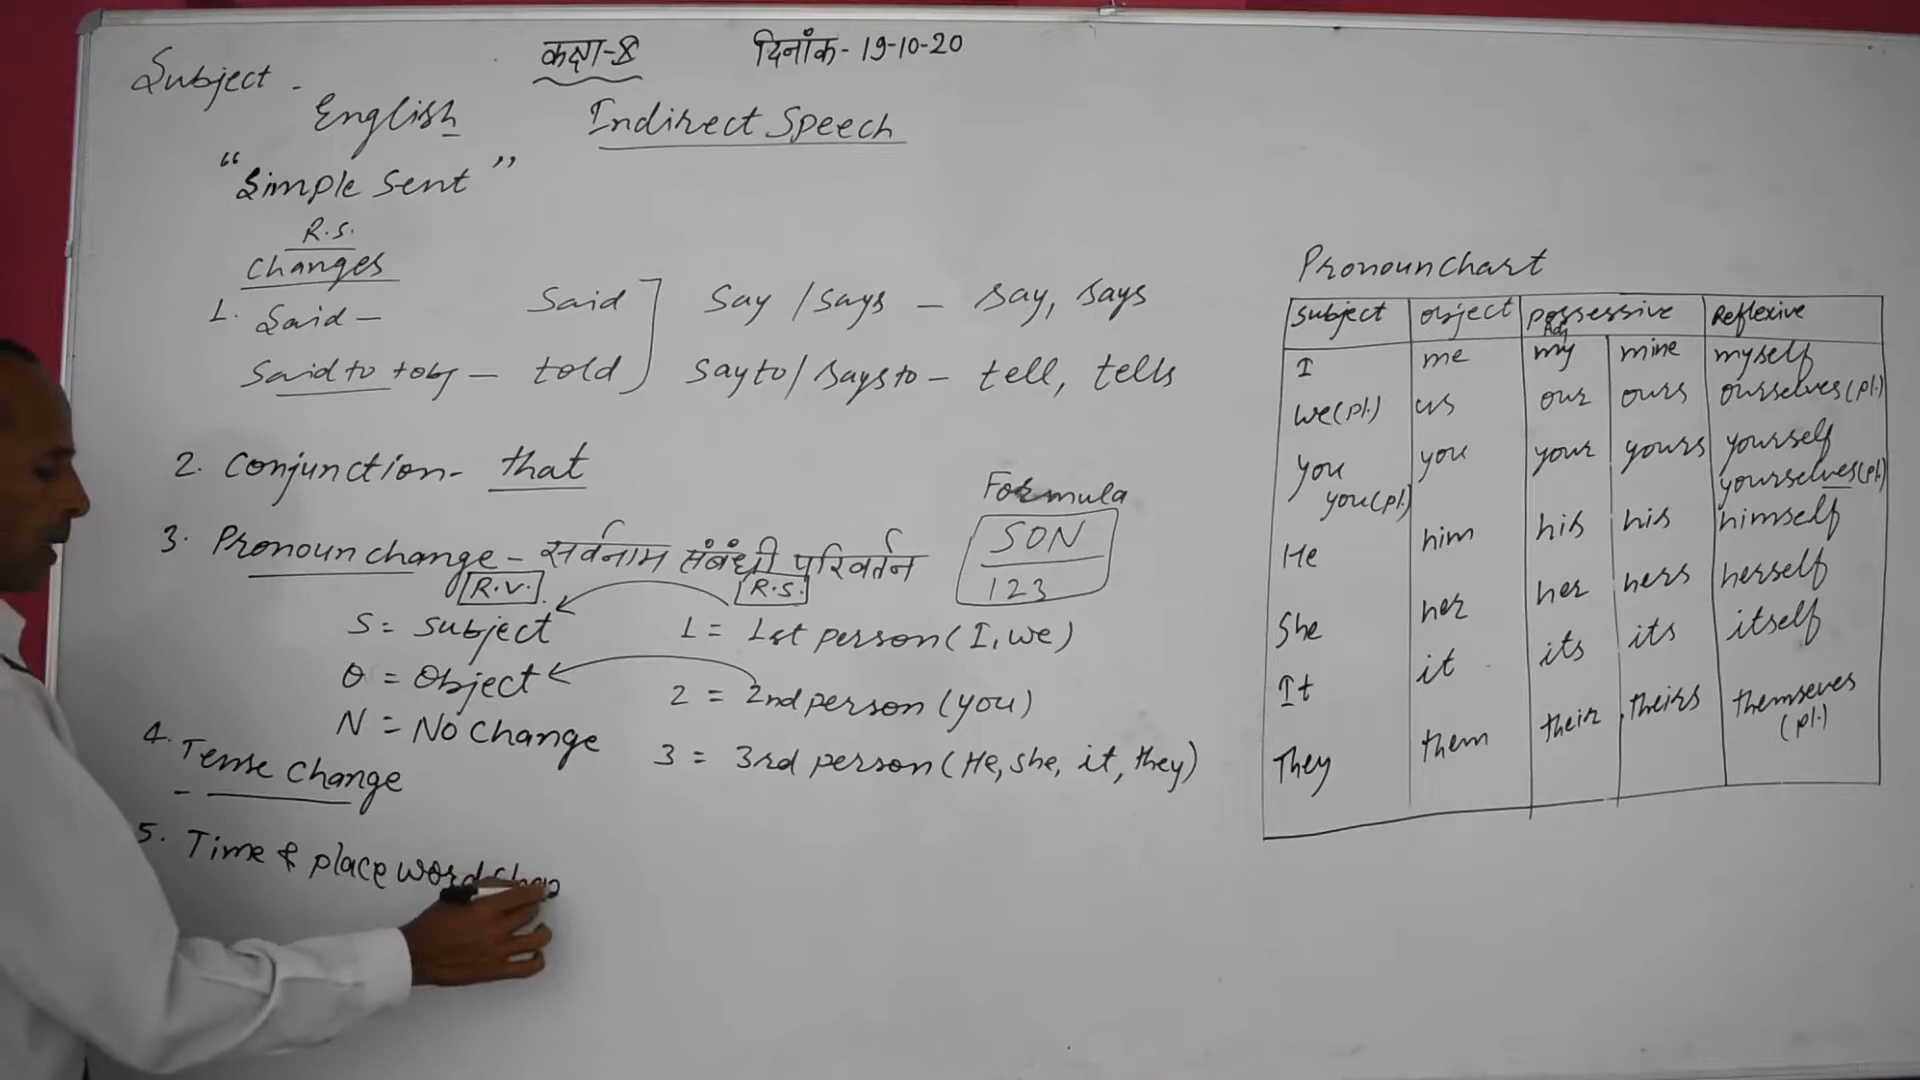 Subject -
English
कक्षा-8
दिनांक- 19-10-20
Indirect Speech
"Simple Sent"
R.S.
Changes
1. Said - Said ] Say / Says - Say, Says
Said to + obj - told ] Say to / Says to - tell, tells
2. Conjunction - that
3. Pronoun change - सर्वनाम संबंधी परिवर्तन
Formula
SON
123
R.V.
R.S.
S = Subject
1 = 1st person (I, we)
O = Object
2 = 2nd person (you)
N = No Change
3 = 3rd person (He, she, it, they)
4. Tense Change
5. Time & place word
Pronoun chart
Subject Object Possessive Reflexive
Adj
I me my mine myself
we (pl.) us our ours ourselves (pl.)
you you your yours yourself
you (pl.) yourselves (pl.)
He him his his himself
She her her hers herself
It it its its itself
They them their theirs themseves
(pl.)